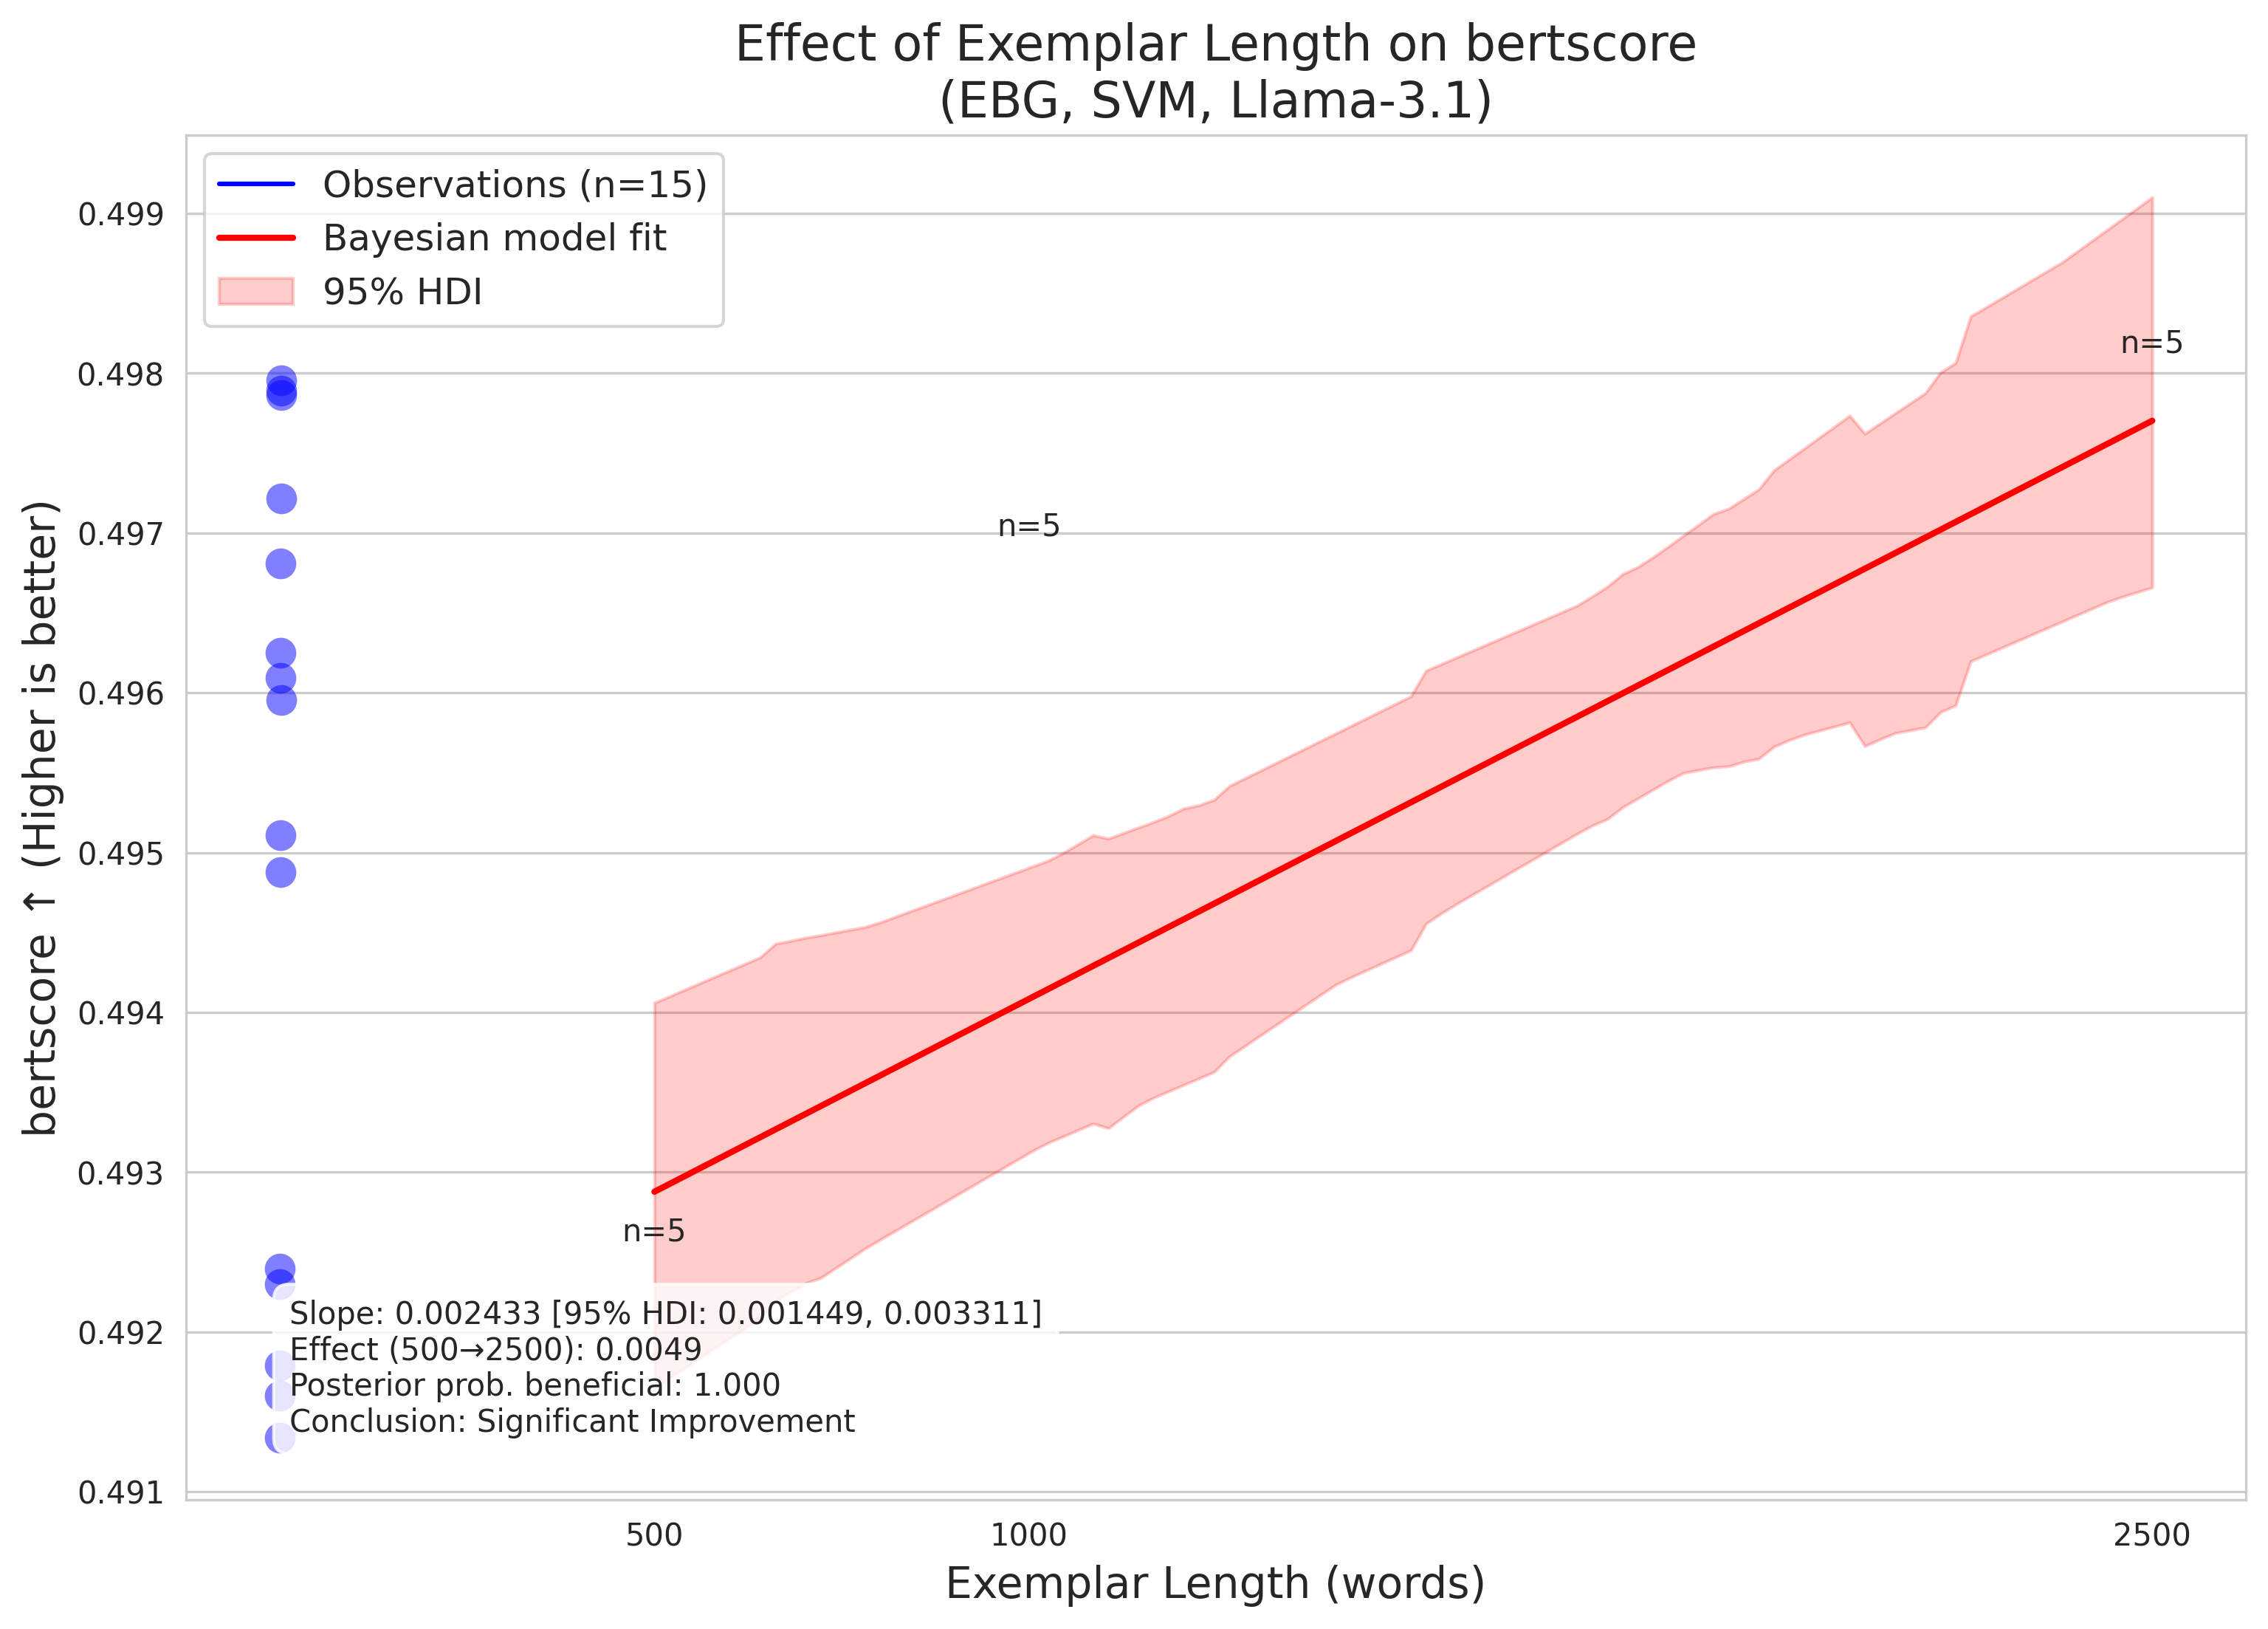 Effect of Exemplar Length on bertscore
(EBG, SVM, Llama-3.1)
Observations (n=15)
Bayesian model fit
95% HDI
bertscore ↑ (Higher is better)
0.499
0.498
0.497
0.496
0.495
0.494
0.493
0.492
0.491
n=5
n=5
n=5
Slope: 0.002433 [95% HDI: 0.001449, 0.003311]
Effect (500→2500): 0.0049
Posterior prob. beneficial: 1.000
Conclusion: Significant Improvement
500
1000
2500
Exemplar Length (words)